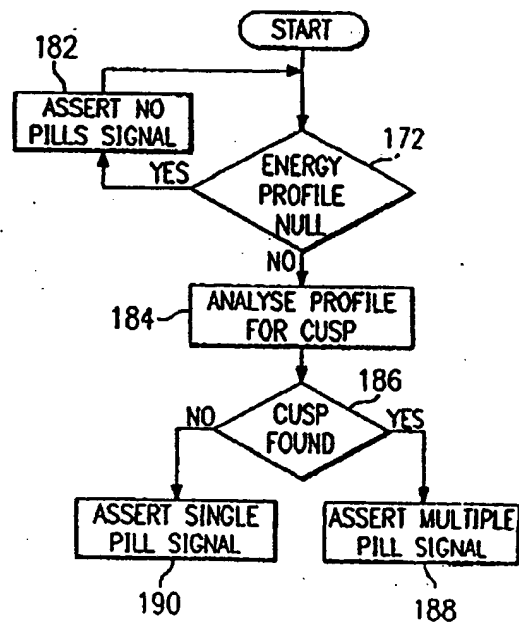 START
182
ASSERT NO
PILLS SIGNAL
172
YES
ENERGY
PROFILE
NULL
NO
184
ANALYSE PROFILE
FOR CUSP
186
NO
CUSP
FOUND
YES
ASSERT SINGLE
PILL SIGNAL
ASSERT MULTIPLE
PILL SIGNAL
190
188